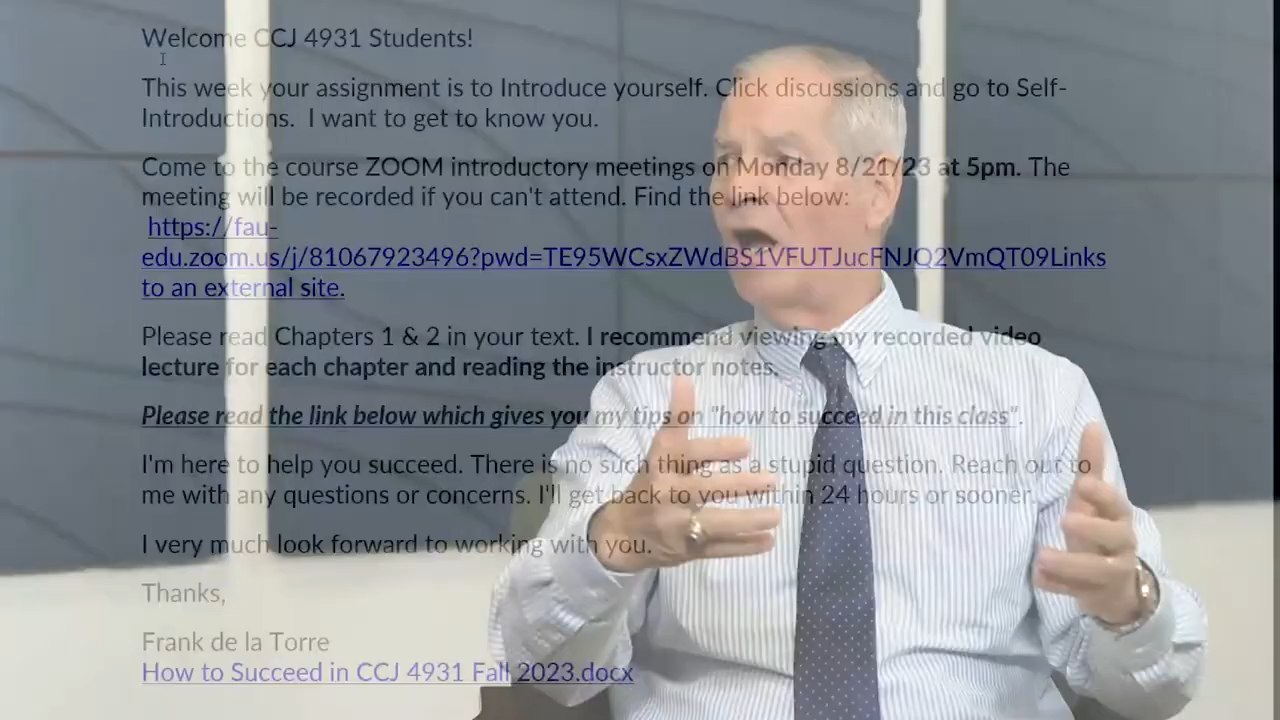 Welcome CCJ 4931 Students!
This week your assignment is to Introduce yourself. Click discussions and go to Self-
Introductions.  I want to get to know you.
Come to the course ZOOM introductory meetings on Monday 8/21/23 at 5pm. The
meeting will be recorded if you can't attend. Find the link below:
https://fau-
edu.zoom.us/j/81067923496?pwd=TE95WCsxZWdBS1VFUTJucFNJQ2VmQT09Links
to an external site.
Please read Chapters 1 & 2 in your text. I recommend viewing my recorded video
lecture for each chapter and reading the instructor notes.
Please read the link below which gives you my tips on "how to succeed in this class".
I'm here to help you succeed. There is no such thing as a stupid question. Reach out to
me with any questions or concerns. I'll get back to you within 24 hours or sooner.
I very much look forward to working with you.
Thanks,
Frank de la Torre
How to Succeed in CCJ 4931 Fall 2023.docx